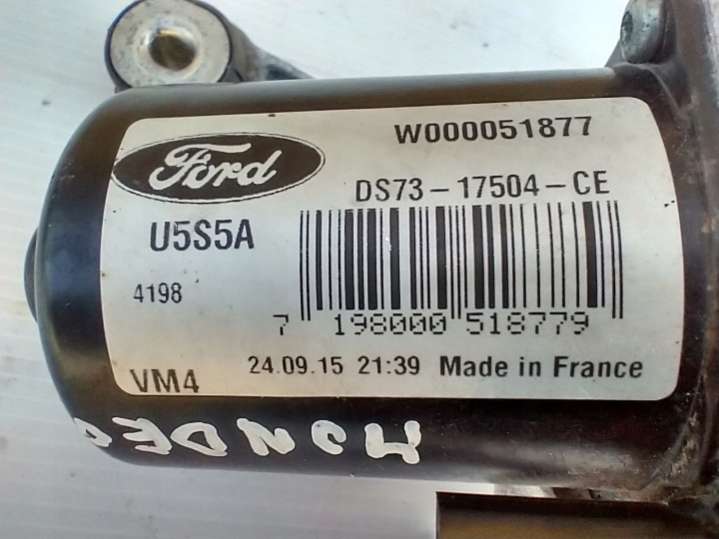 W000051877
Ford
DS73-17504-CE
U5S5A
4198
7 198000 518779
24.09.15 21:39 Made in France
VM4
MONDEO